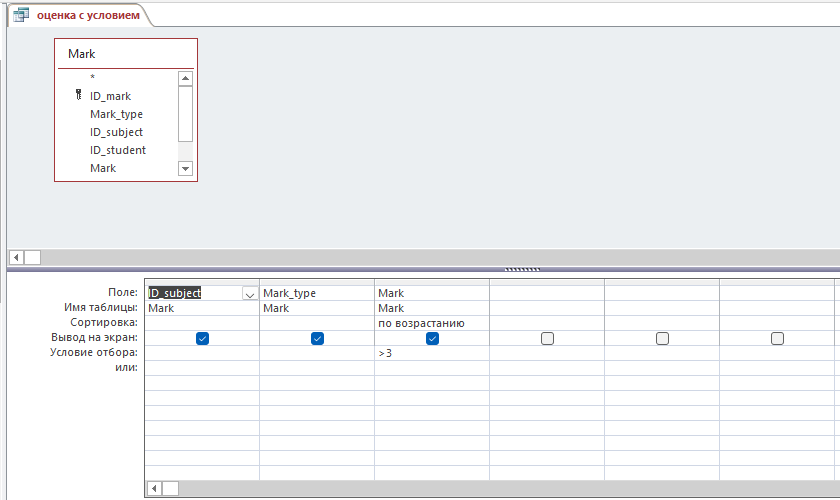 оценка с условием
Mark
*
ID_mark
Mark_type
ID_subject
ID_student
Mark
Поле: ID_subject Mark_type Mark
Имя таблицы: Mark Mark Mark
Сортировка: по возрастанию
Вывод на экран:
Условие отбора: >3
или: